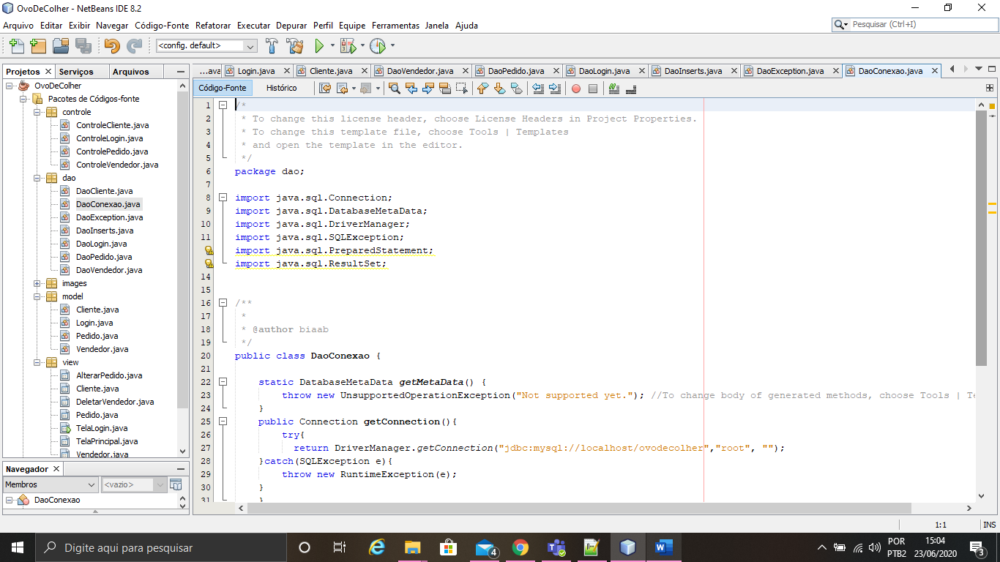 OvoDeColher - NetBeans IDE 8.2
Arquivo Editar Exibir Navegar Código-Fonte Refatorar Executar Depurar Perfil Equipe Ferramentas Janela Ajuda
Pesquisar (Ctrl+I)
<config. default>
Projetos Serviços Arquivos
OvoDeColher
Pacotes de Códigos-fonte
controle
ControleCliente.java
ControleLogin.java
ControlePedido.java
ControleVendedor.java
dao
DaoCliente.java
DaoConexao.java
DaoException.java
DaoInserts.java
DaoLogin.java
DaoPedido.java
DaoVendedor.java
images
model
Cliente.java
Login.java
Pedido.java
Vendedor.java
view
AlterarPedido.java
Cliente.java
DeletarVendedor.java
Pedido.java
TelaLogin.java
TelaPrincipal.java
Vendedor.java
Navegador
Membros <vazio>
DaoConexao
...ava Login.java Cliente.java DaoVendedor.java DaoPedido.java DaoLogin.java DaoInserts.java DaoException.java DaoConexao.java
Código-Fonte Histórico
1 /*
2 * To change this license header, choose License Headers in Project Properties.
3 * To change this template file, choose Tools | Templates
4 * and open the template in the editor.
5 */
6 package dao;
7
8 import java.sql.Connection;
9 import java.sql.DatabaseMetaData;
10 import java.sql.DriverManager;
11 import java.sql.SQLException;
import java.sql.PreparedStatement;
import java.sql.ResultSet;
14
15
16 /**
17 *
18 * @author biaab
19 */
20 public class DaoConexao {
21
22 static DatabaseMetaData getMetaData() {
23 throw new UnsupportedOperationException("Not supported yet."); //To change body of generated methods, choose Tools | Te
24 }
25 public Connection getConnection(){
26 try{
27 return DriverManager.getConnection("jdbc:mysql://localhost/ovodecolher","root", "");
28 }catch(SQLException e){
29 throw new RuntimeException(e);
30 }
31 }
1:1 INS
Digite aqui para pesquisar
4
POR
PTB2
15:04
23/06/2020
3